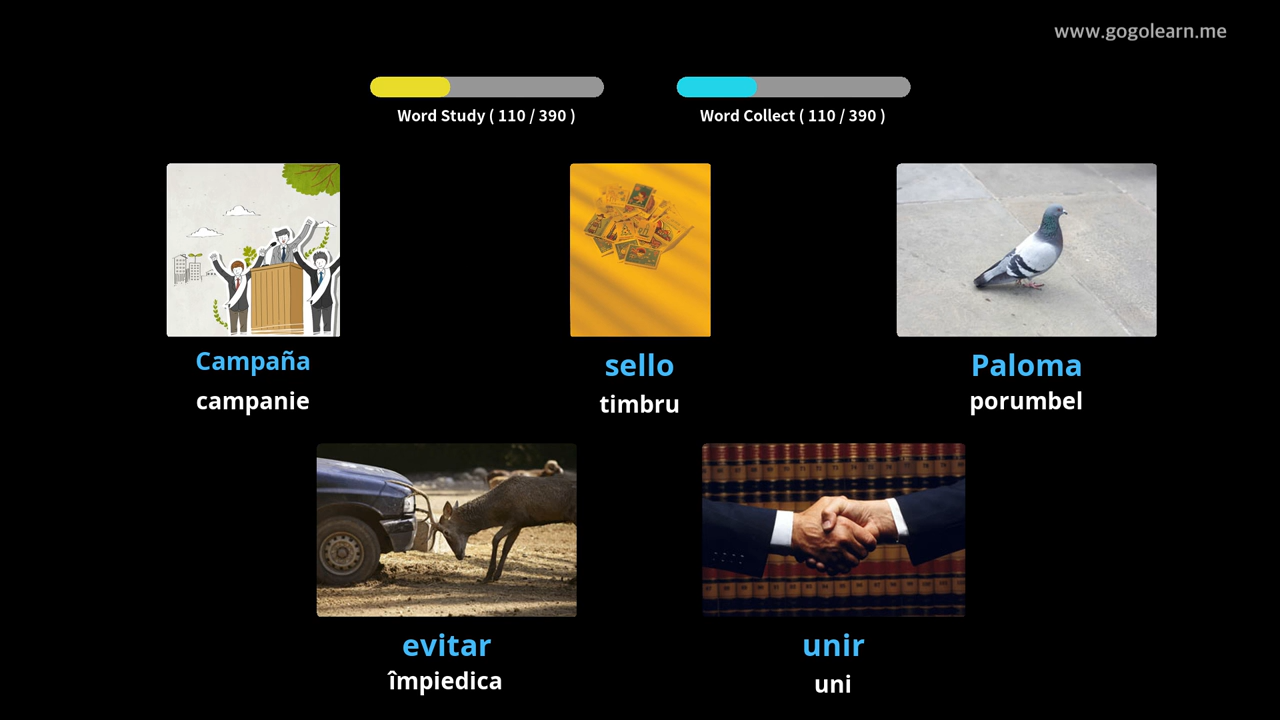 www.gogolearn.me
Word Study ( 110 / 390 )
Word Collect ( 110 / 390 )
Campaña
campanie
sello
timbru
Paloma
porumbel
evitar
împiedica
unir
uni